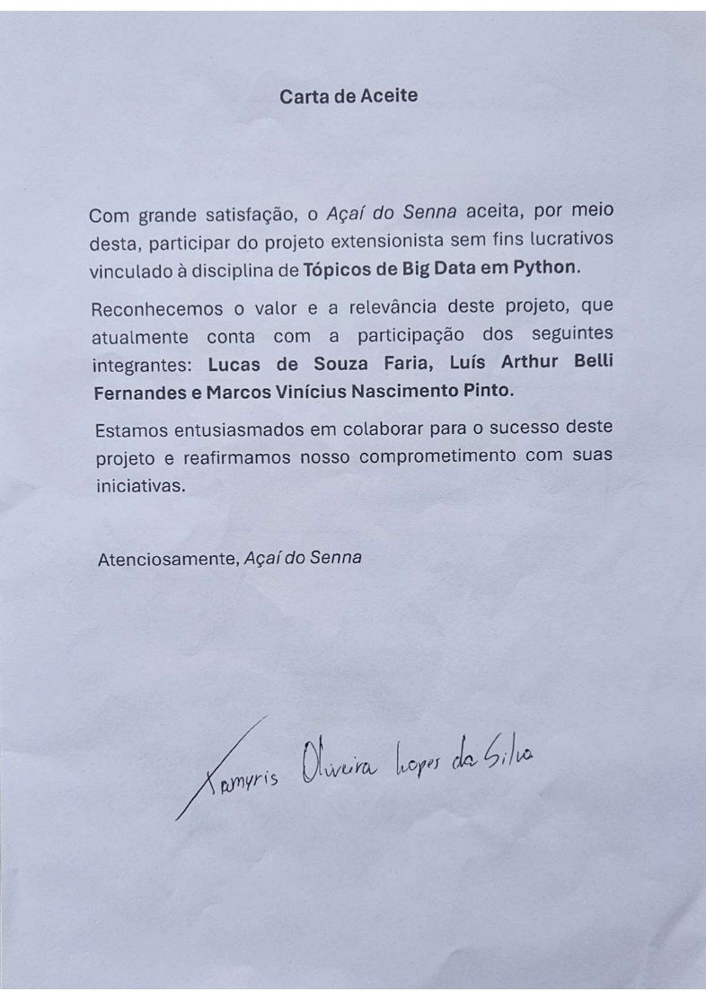 Carta de Aceite
Com grande satisfação, o Açaí do Senna aceita, por meio
desta, participar do projeto extensionista sem fins lucrativos
vinculado à disciplina de Tópicos de Big Data em Python.
Reconhecemos o valor e a relevância deste projeto, que
atualmente conta com a participação dos seguintes
integrantes: Lucas de Souza Faria, Luís Arthur Belli
Fernandes e Marcos Vinícius Nascimento Pinto.
Estamos entusiasmados em colaborar para o sucesso deste
projeto e reafirmamos nosso comprometimento com suas
iniciativas.
Atenciosamente, Açaí do Senna
Oliveira Lopes da Silva